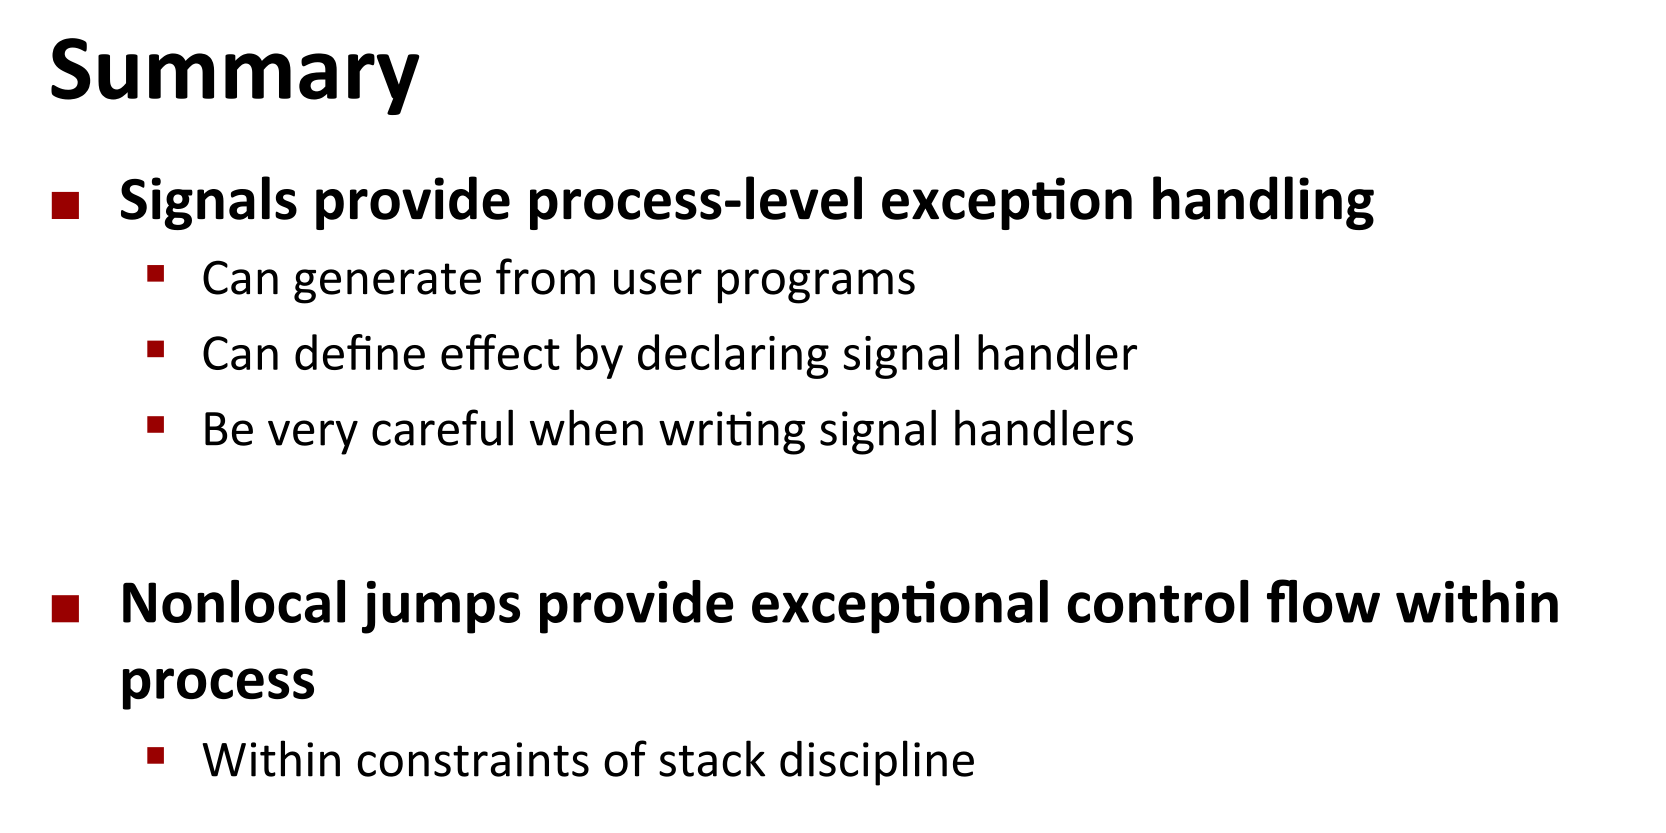 Summary
Signals provide process-level exception handling
Can generate from user programs
Can define effect by declaring signal handler
Be very careful when writing signal handlers
Nonlocal jumps provide exceptional control flow within
process
Within constraints of stack discipline